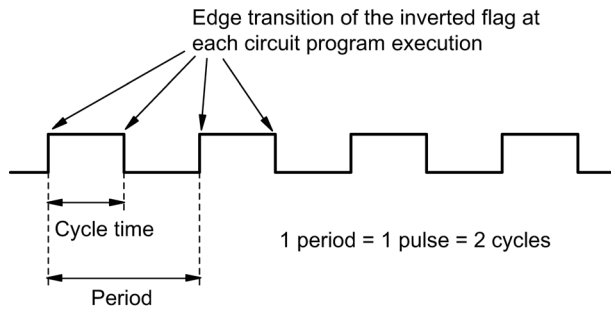 Edge transition of the inverted flag at
each circuit program execution
Cycle time
1 period = 1 pulse = 2 cycles
Period